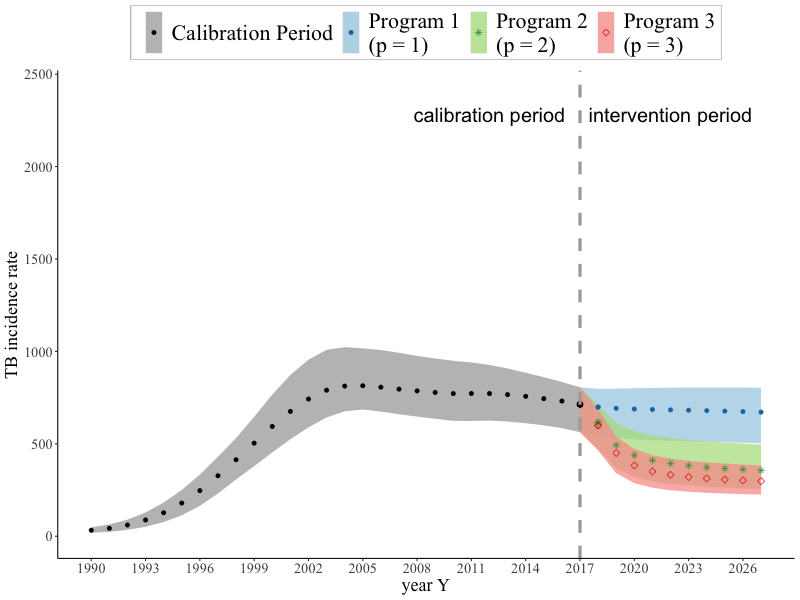 Calibration Period
Program 1
(p = 1)
Program 2
(p = 2)
Program 3
(p = 3)
calibration period
intervention period
TB incidence rate
2500
2000
1500
1000
500
0
1990 1993 1996 1999 2002 2005 2008 2011 2014 2017 2020 2023 2026
year Y